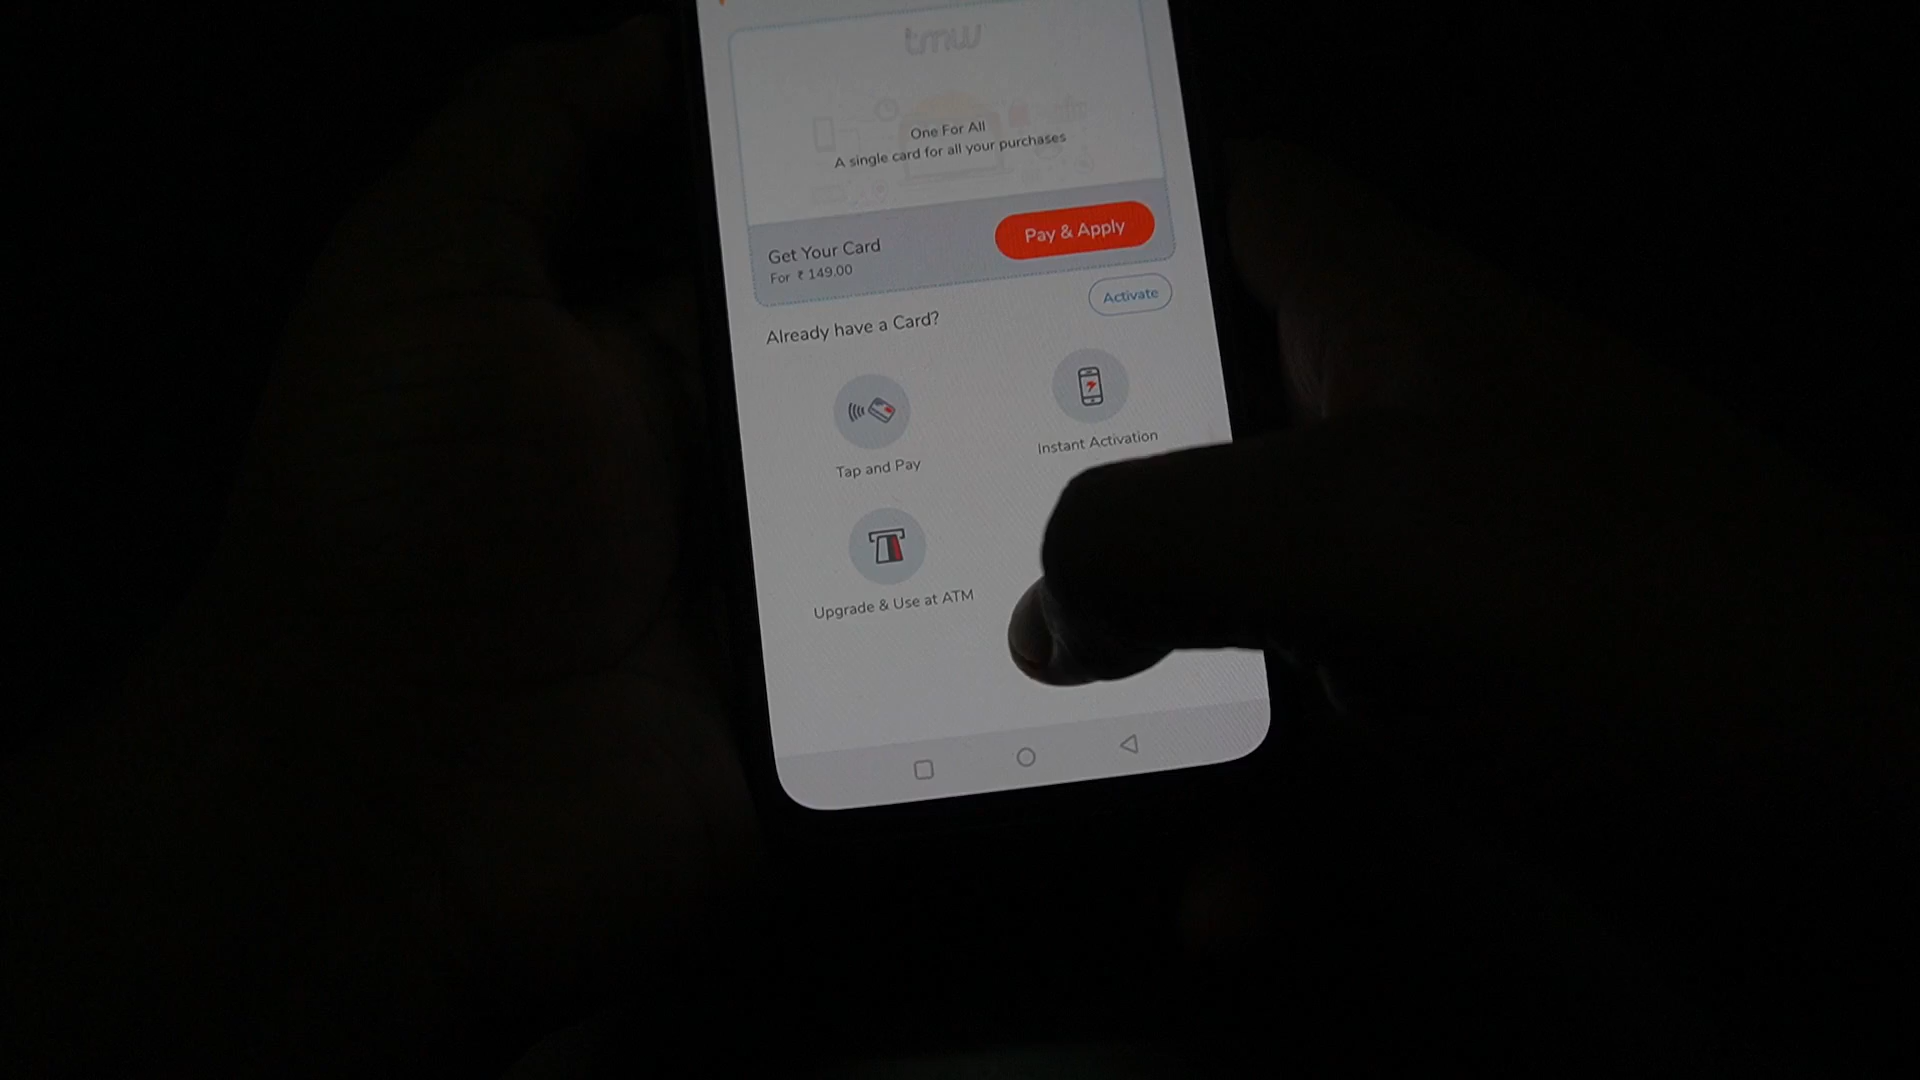 tmw
One For All
A single card for all your purchases
Get Your Card
For ₹ 149.00
Pay & Apply
Activate
Already have a Card?
Tap and Pay
Instant Activation
Upgrade & Use at ATM